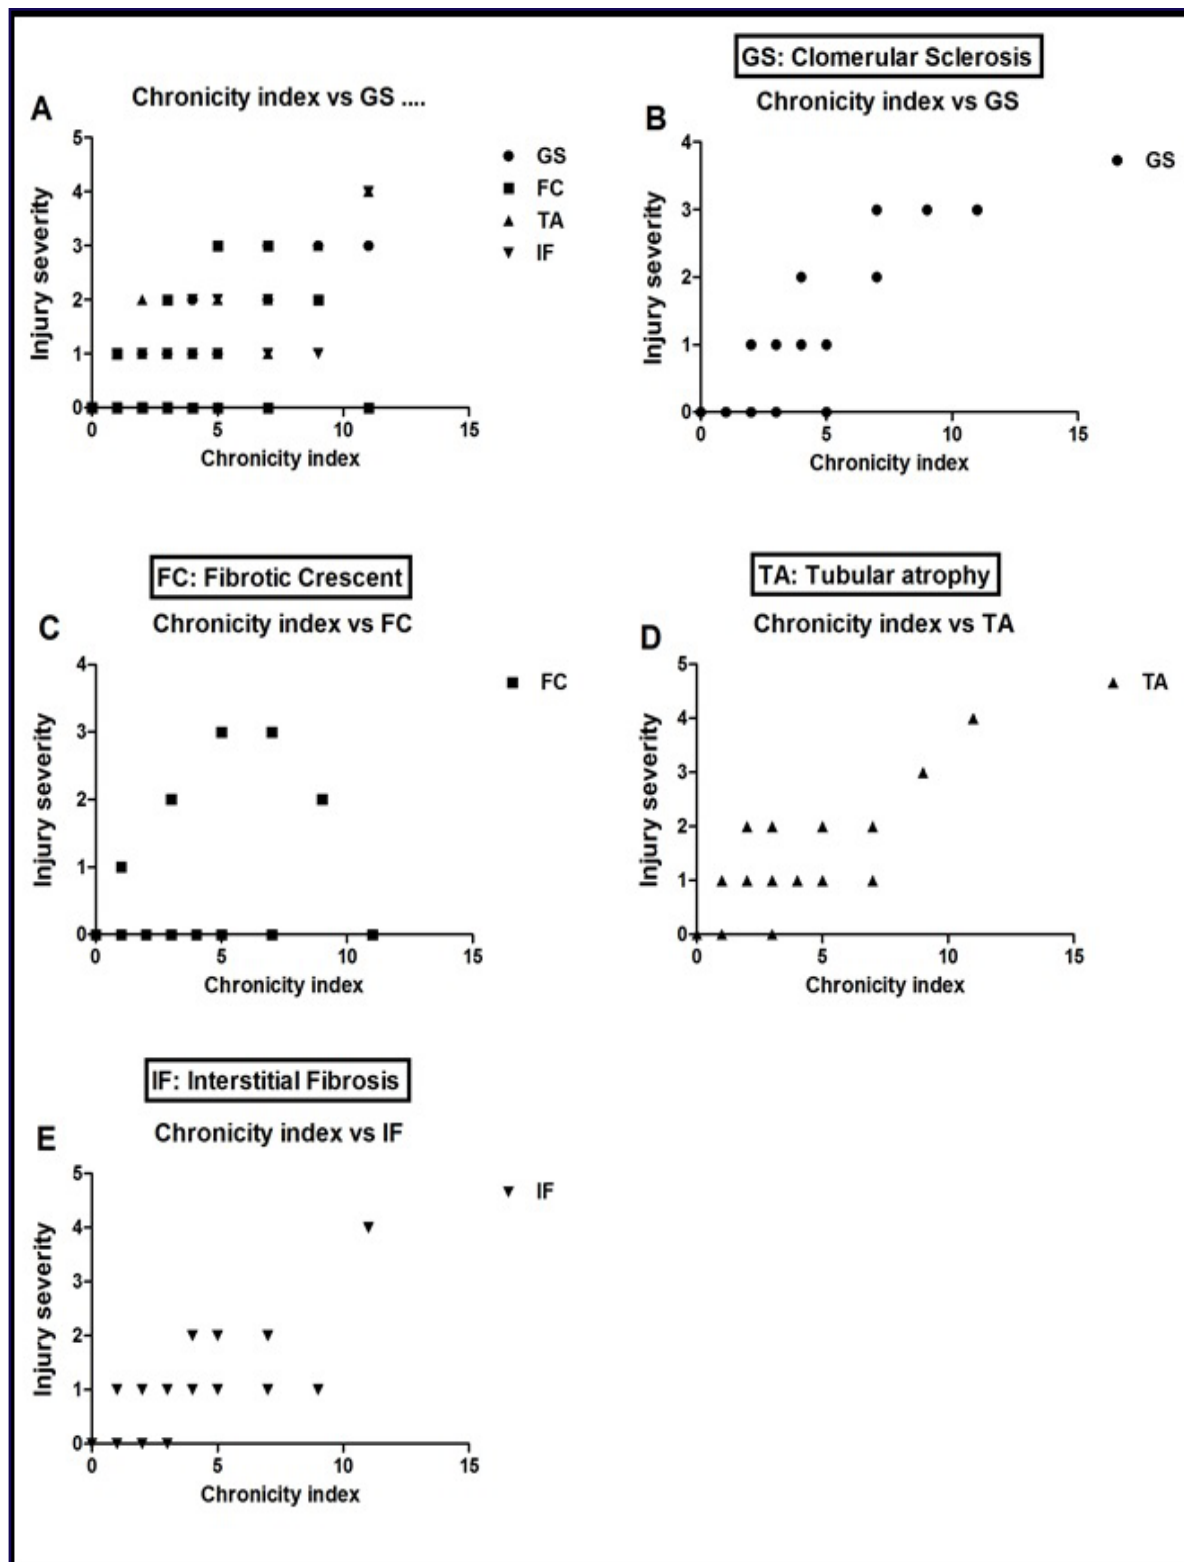 A
Chronicity index vs GS ....
Injury severity
5
4
3
2
1
0
0 5 10 15
Chronicity index
GS
FC
TA
IF
GS: Clomerular Sclerosis
B
Chronicity index vs GS
Injury severity
4
3
2
1
0
0 5 10 15
Chronicity index
GS
FC: Fibrotic Crescent
C
Chronicity index vs FC
Injury severity
4
3
2
1
0
0 5 10 15
Chronicity index
FC
TA: Tubular atrophy
D
Chronicity index vs TA
Injury severity
5
4
3
2
1
0
0 5 10 15
Chronicity index
TA
IF: Interstitial Fibrosis
E
Chronicity index vs IF
Injury severity
5
4
3
2
1
0
0 5 10 15
Chronicity index
IF